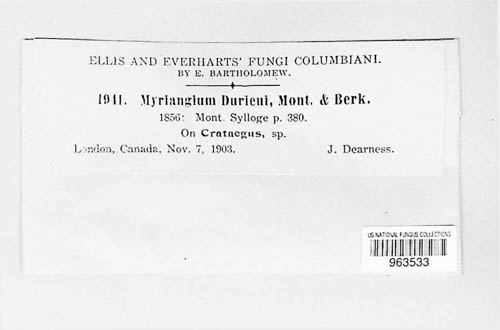 ELLIS AND EVERHARTS' FUNGI COLUMBIANI.
BY E. BARTHOLOMEW.
1941. Myriangium Durieui, Mont. & Berk.
1856: Mont. Sylloge p. 380.
On Crataegus, sp.
London, Canada, Nov. 7, 1903. J. Dearness.
US NATIONAL FUNGUS COLLECTIONS
963533